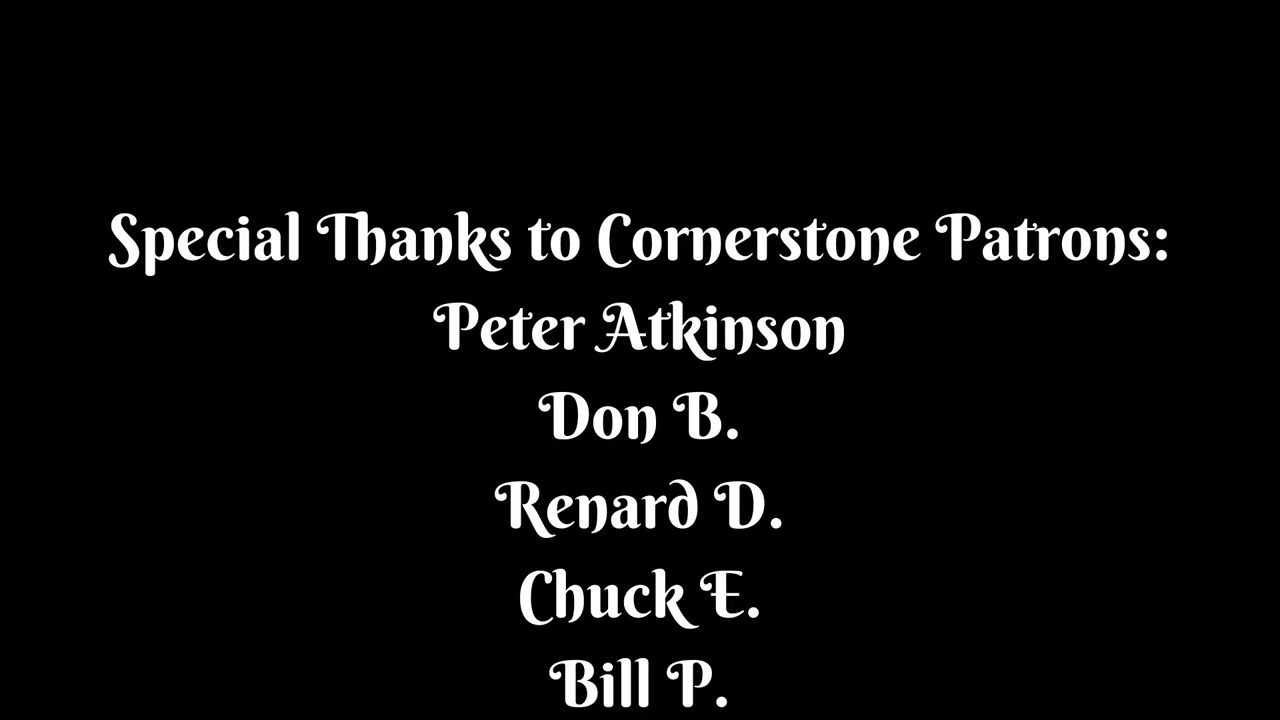 Special Thanks to Cornerstone Patrons:
Peter Atkinson
Don B.
Renard D.
Chuck E.
Bill P.